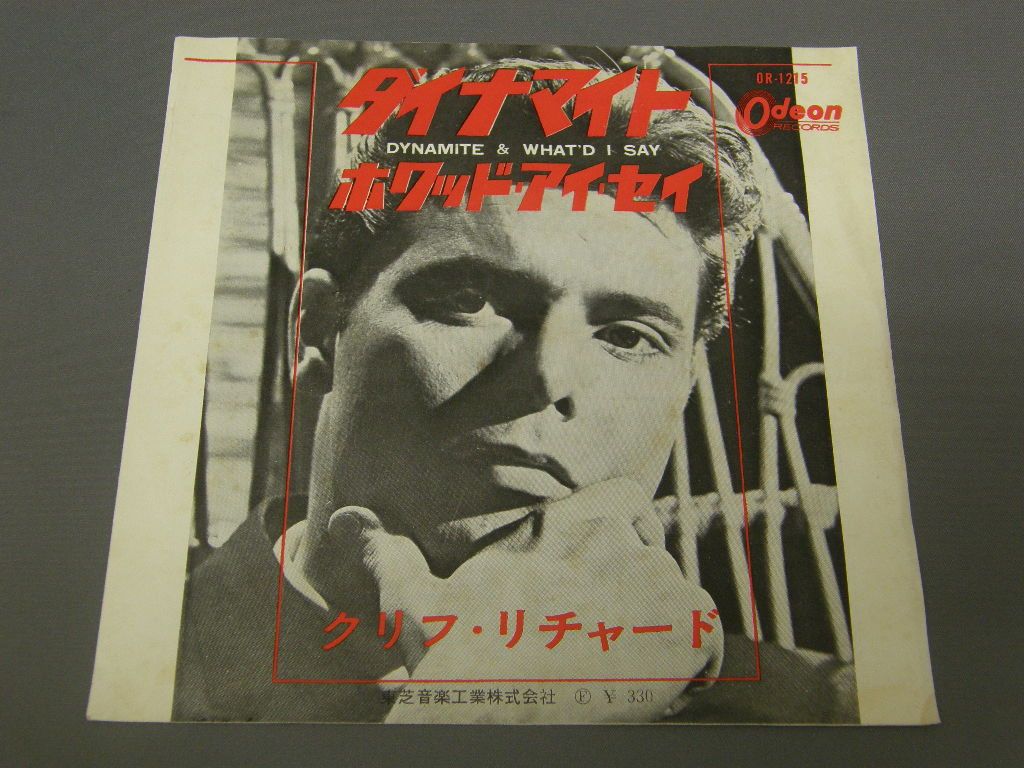 ダイナマイト
DYNAMITE & WHAT'D I SAY
ホワッド・アイ・セイ
OR-1215
Odeon
RECORDS
クリフ・リチャード
東芝音楽工業株式会社 Ⓕ ¥ 330